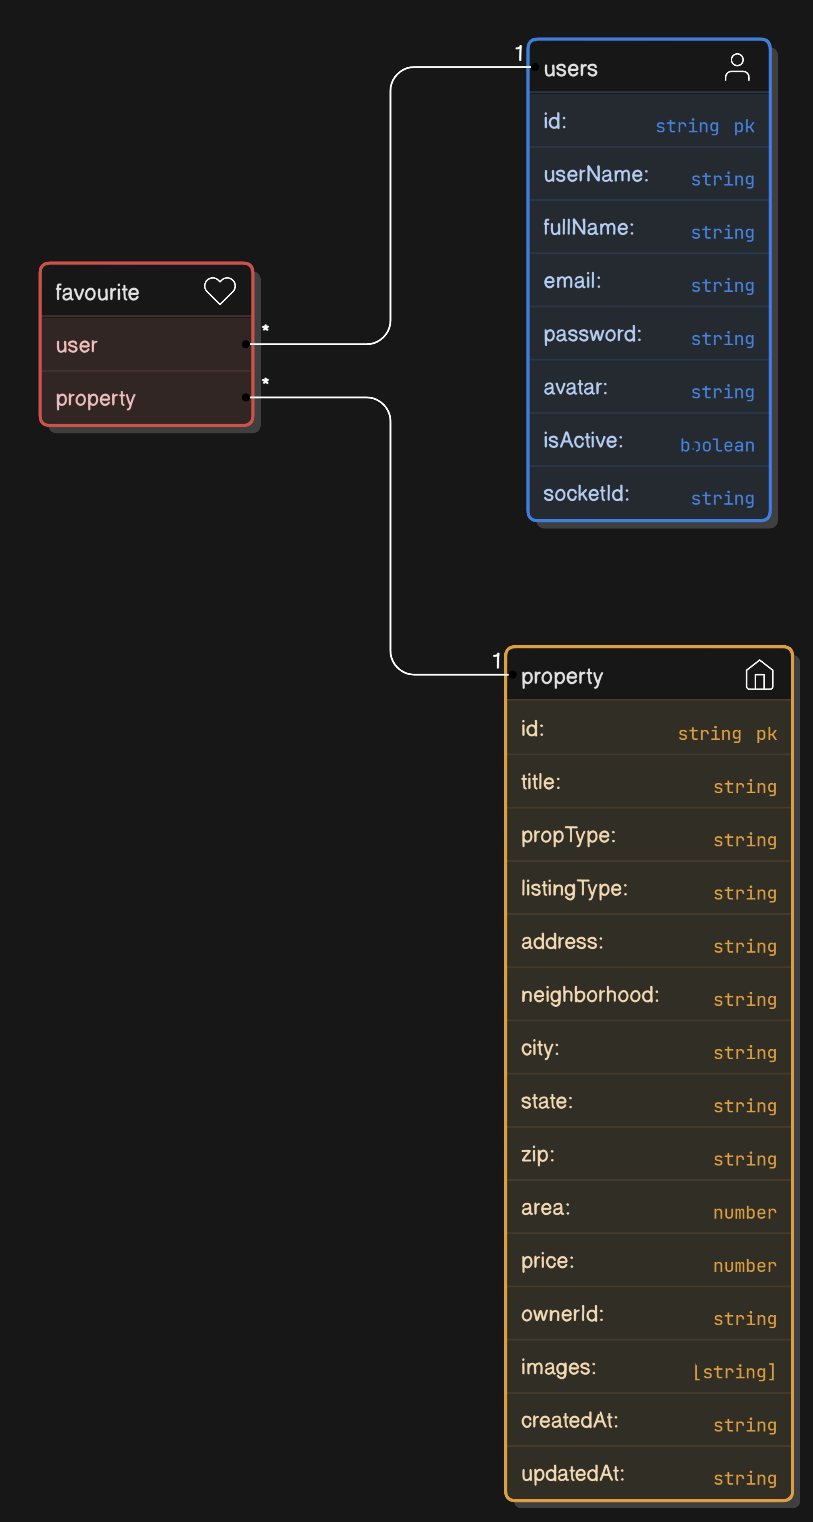 1
users
id: string pk
userName: string
fullName: string
email: string
password: string
avatar: string
isActive: boolean
socketId: string
favourite
user *
property *
1
property
id: string pk
title: string
propType: string
listingType: string
address: string
neighborhood: string
city: string
state: string
zip: string
area: number
price: number
ownerId: string
images: [string]
createdAt: string
updatedAt: string